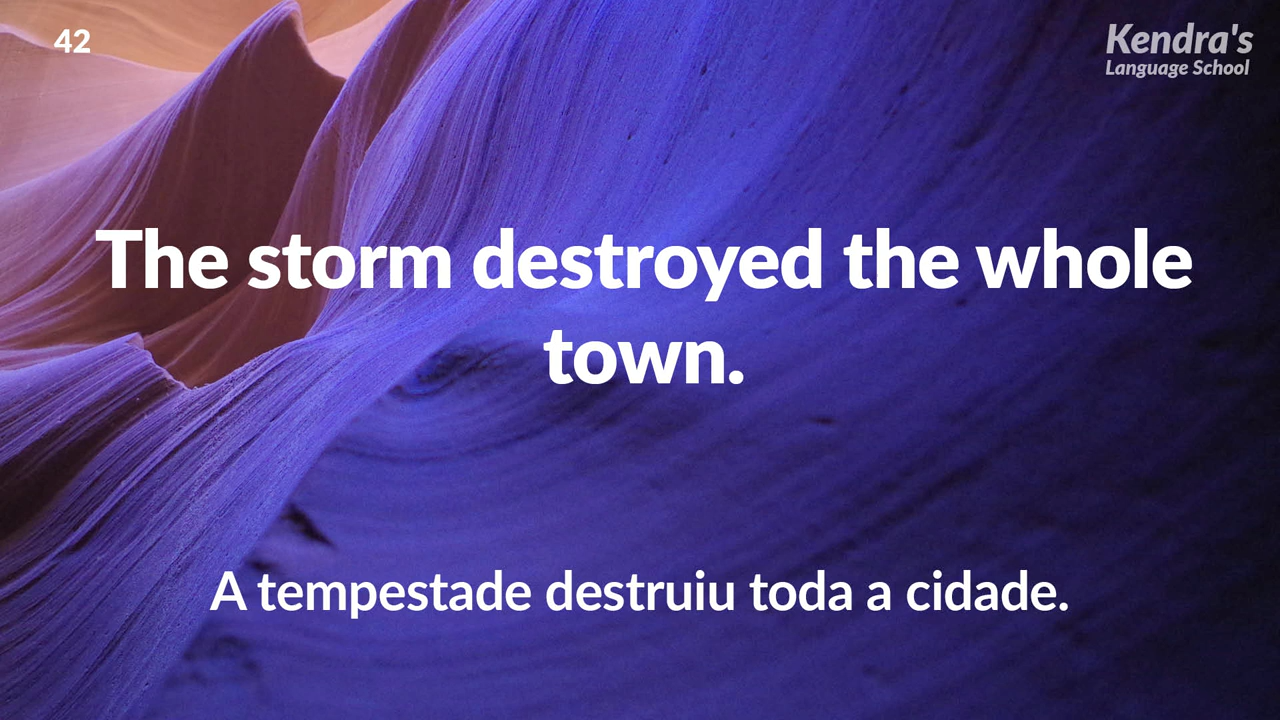 42
Kendra's
Language School
The storm destroyed the whole
town.
A tempestade destruiu toda a cidade.